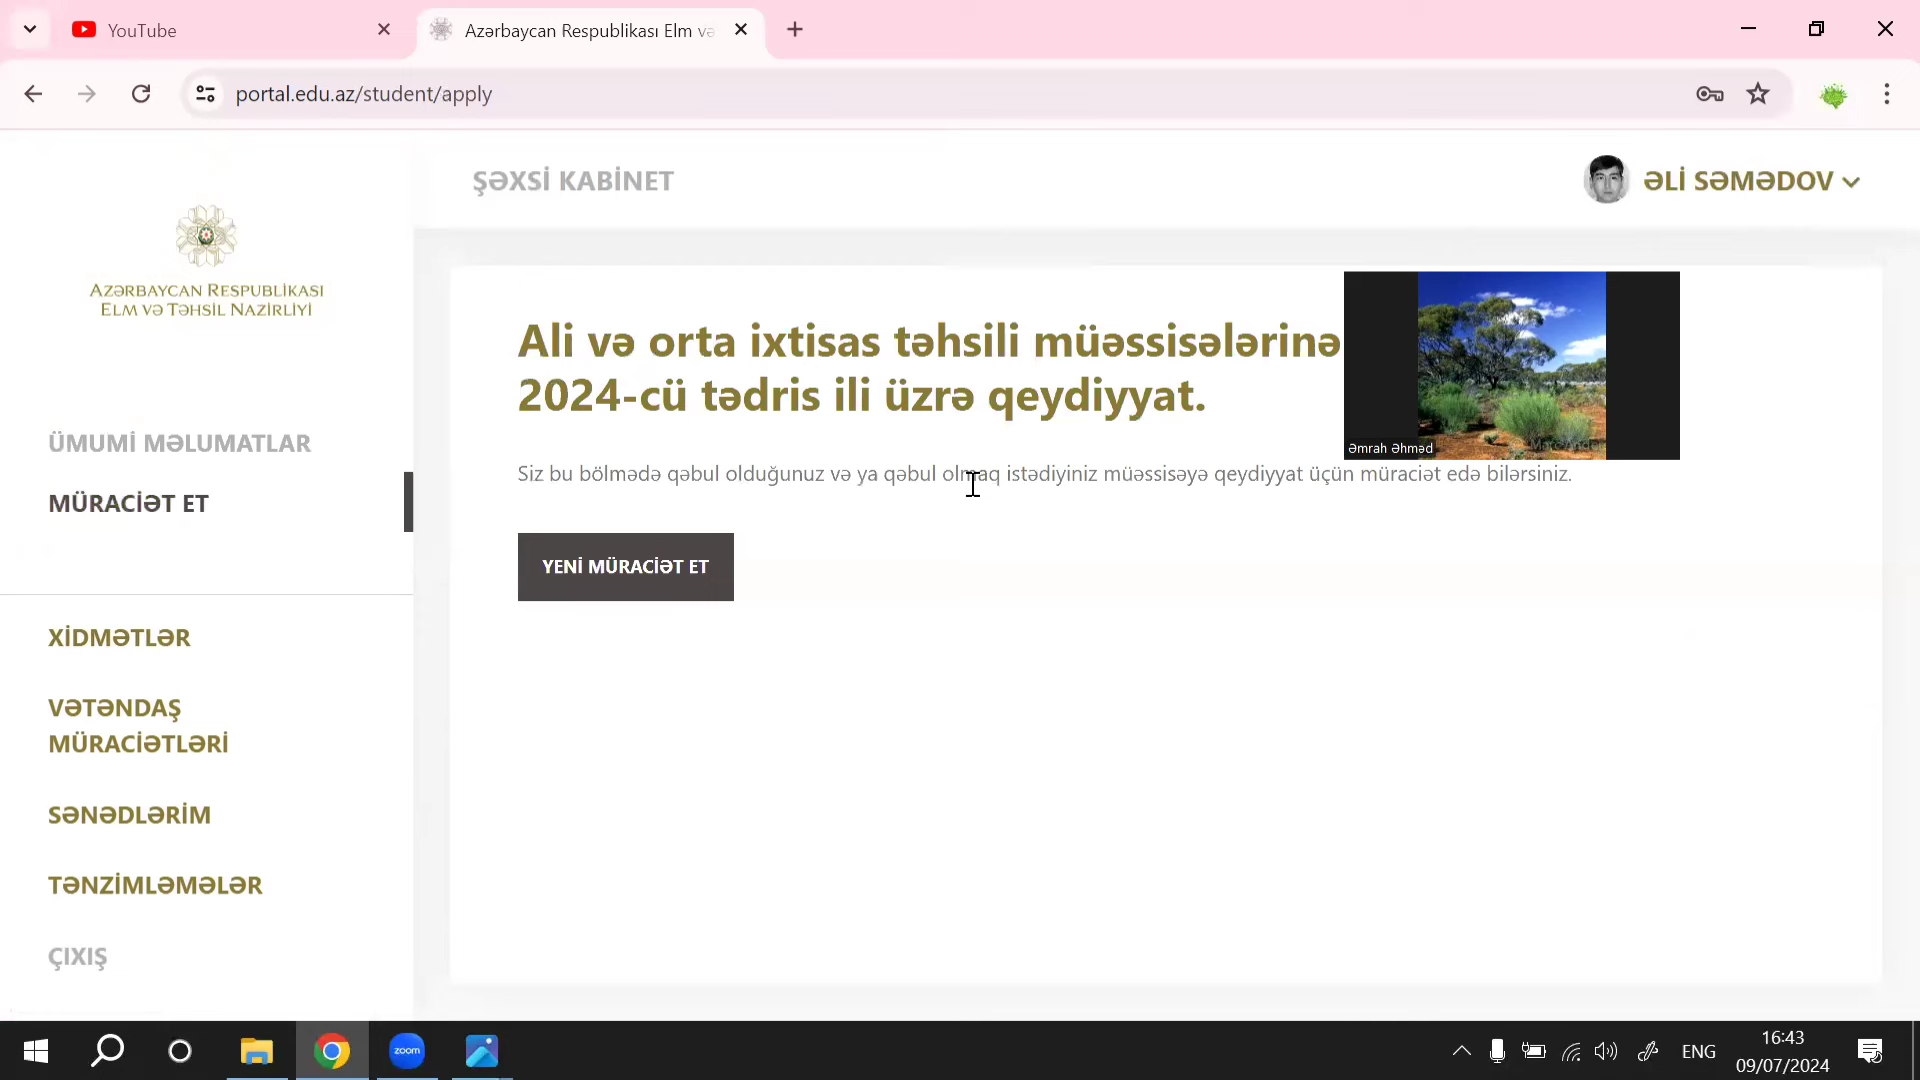 YouTube
Azərbaycan Respublikası Elm və
portal.edu.az/student/apply
ŞƏXSİ KABİNET
ƏLİ SƏMƏDOV
AZƏRBAYCAN RESPUBLİKASI
ELM VƏ TƏHSİL NAZİRLİYİ
ÜMUMİ MƏLUMATLAR
MÜRACİƏT ET
XİDMƏTLƏR
VƏTƏNDAŞ
MÜRACİƏTLƏRİ
SƏNƏDLƏRİM
TƏNZİMLƏMƏLƏR
ÇIXIŞ
Ali və orta ixtisas təhsili müəssisələrinə
2024-cü tədris ili üzrə qeydiyyat.
Əmrah Əhməd
Siz bu bölmədə qəbul olduğunuz və ya qəbul olmaq istədiyiniz müəssisəyə qeydiyyat üçün müraciət edə bilərsiniz.
YENİ MÜRACİƏT ET
zoom
ENG
16:43
09/07/2024